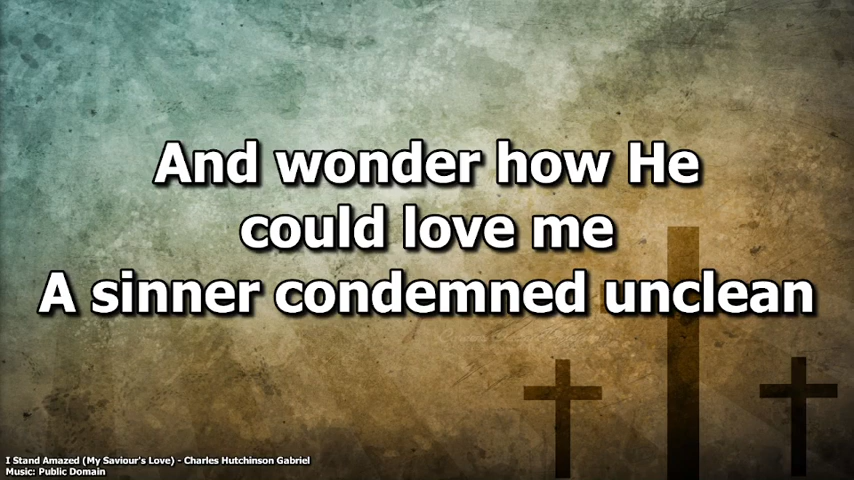 And wonder how He
could love me
A sinner condemned unclean
I Stand Amazed (My Saviour's Love) - Charles Hutchinson Gabriel
Music: Public Domain